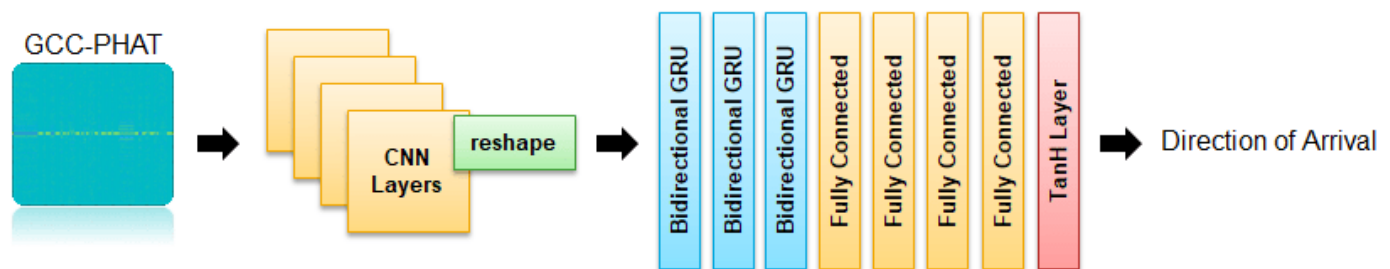 GCC-PHAT
CNN
Layers
reshape
Bidirectional GRU
Bidirectional GRU
Bidirectional GRU
Fully Connected
Fully Connected
Fully Connected
Fully Connected
TanH Layer
Direction of Arrival